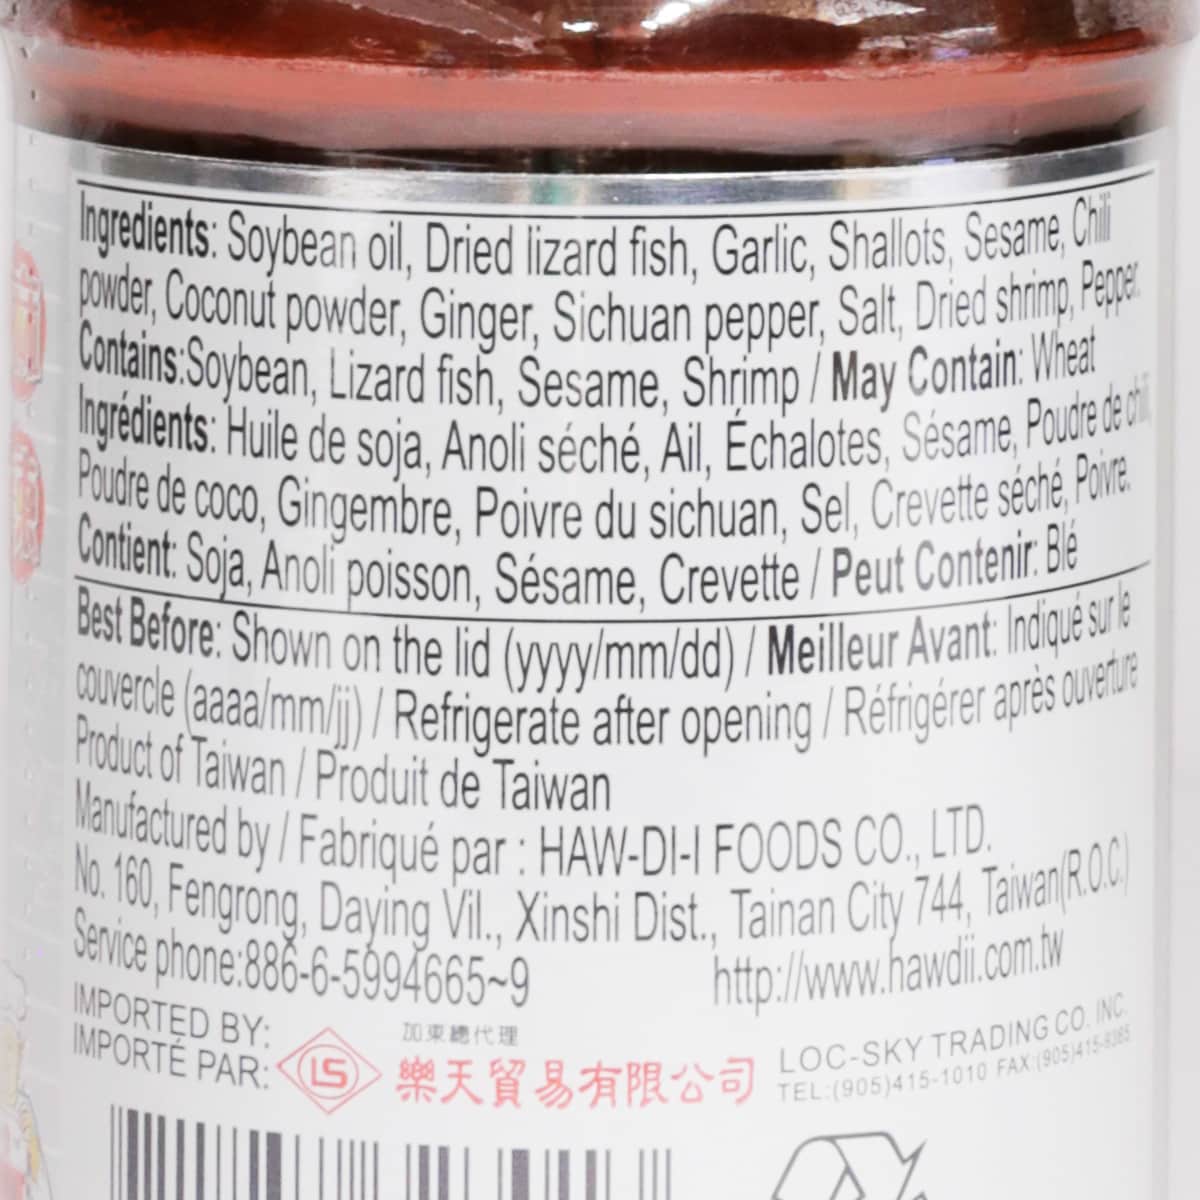 Ingredients: Soybean oil, Dried lizard fish, Garlic, Shallots, Sesame, Chili
powder, Coconut powder, Ginger, Sichuan pepper, Salt, Dried shrimp, Pepper.
Contains:Soybean, Lizard fish, Sesame, Shrimp / May Contain: Wheat
Ingrédients: Huile de soja, Anoli séché, Ail, Échalotes, Sésame, Poudre de chili,
Poudre de coco, Gingembre, Poivre du sichuan, Sel, Crevette séché, Poivre.
Contient: Soja, Anoli poisson, Sésame, Crevette / Peut Contenir: Blé
Best Before: Shown on the lid (yyyy/mm/dd) / Meilleur Avant: Indiqué sur le
couvercle (aaaa/mm/jj) / Refrigerate after opening / Réfrigérer après ouverture
Product of Taiwan / Produit de Taiwan
Manufactured by / Fabriqué par : HAW-DI-I FOODS CO., LTD.
No. 160, Fengrong, Daying Vil., Xinshi Dist., Tainan City 744, Taiwan(R.O.C.)
Service phone:886-6-5994665~9 http://www.hawdii.com.tw
IMPORTED BY:
IMPORTÉ PAR:
LS
加東總代理
樂天貿易有限公司
LOC-SKY TRADING CO. INC.
TEL:(905)415-1010 FAX:(905)415-9365